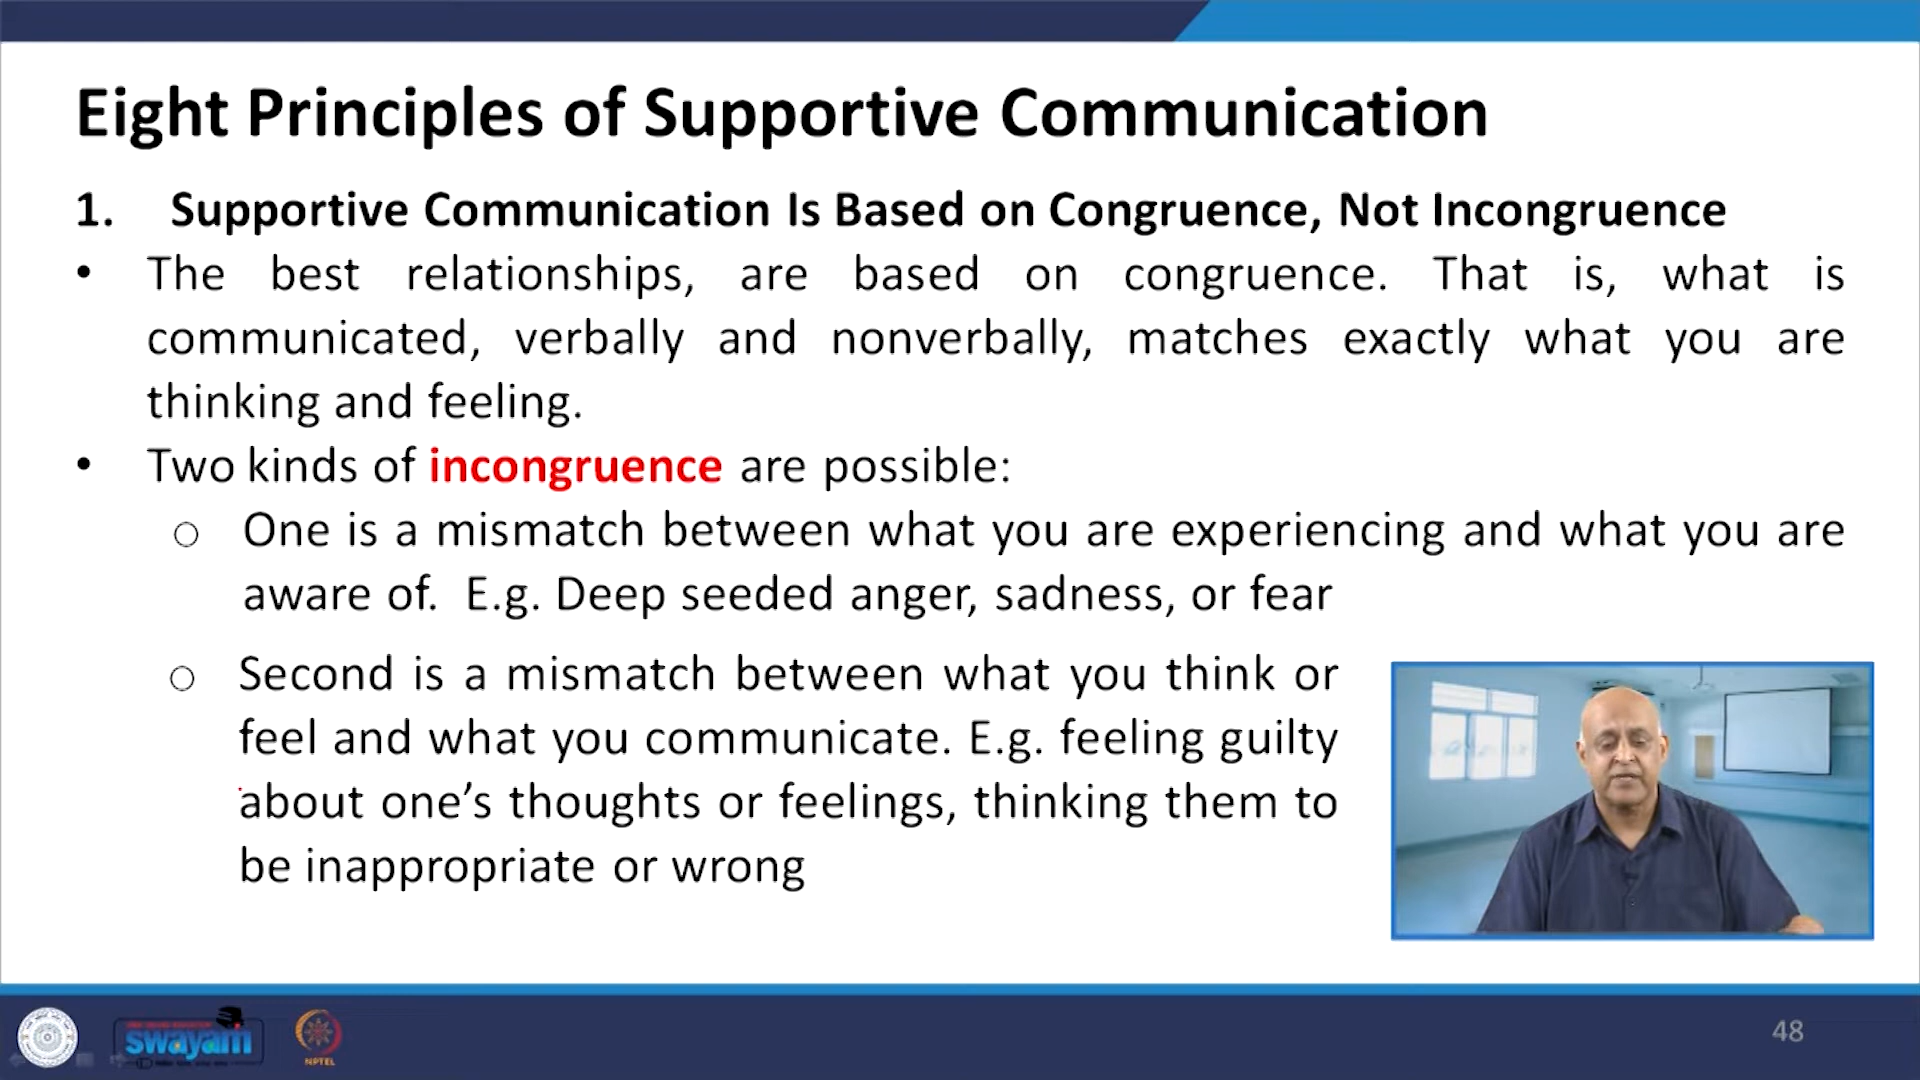 Eight Principles of Supportive Communication
1. Supportive Communication Is Based on Congruence, Not Incongruence
• The best relationships, are based on congruence. That is, what is
communicated, verbally and nonverbally, matches exactly what you are
thinking and feeling.
• Two kinds of incongruence are possible:
○ One is a mismatch between what you are experiencing and what you are
aware of. E.g. Deep seeded anger, sadness, or fear
○ Second is a mismatch between what you think or
feel and what you communicate. E.g. feeling guilty
about one’s thoughts or feelings, thinking them to
be inappropriate or wrong
swayam
NPTEL
48